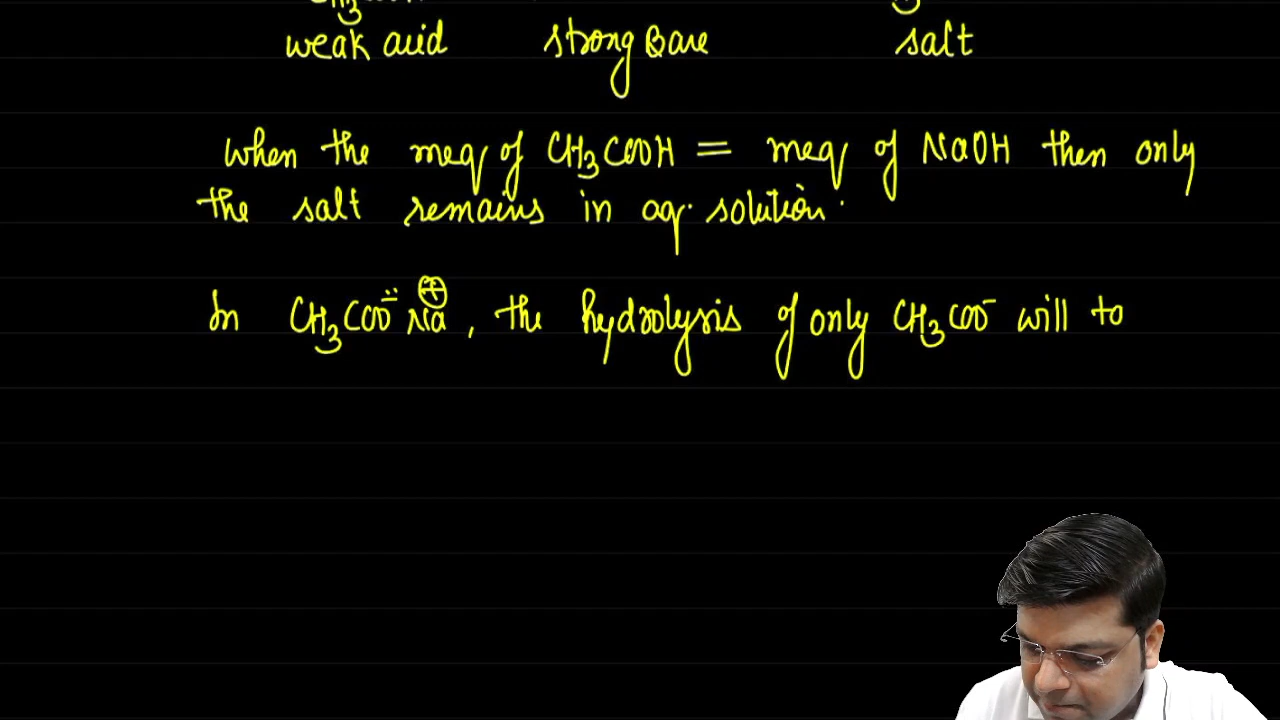 weak acid strong Base salt
when the meq of CH3COOH = meq of NaOH then only
the salt remains in aq. solution.
In CH3COO⁻ Na⊕, the hydrolysis of only CH3COO⁻ will to